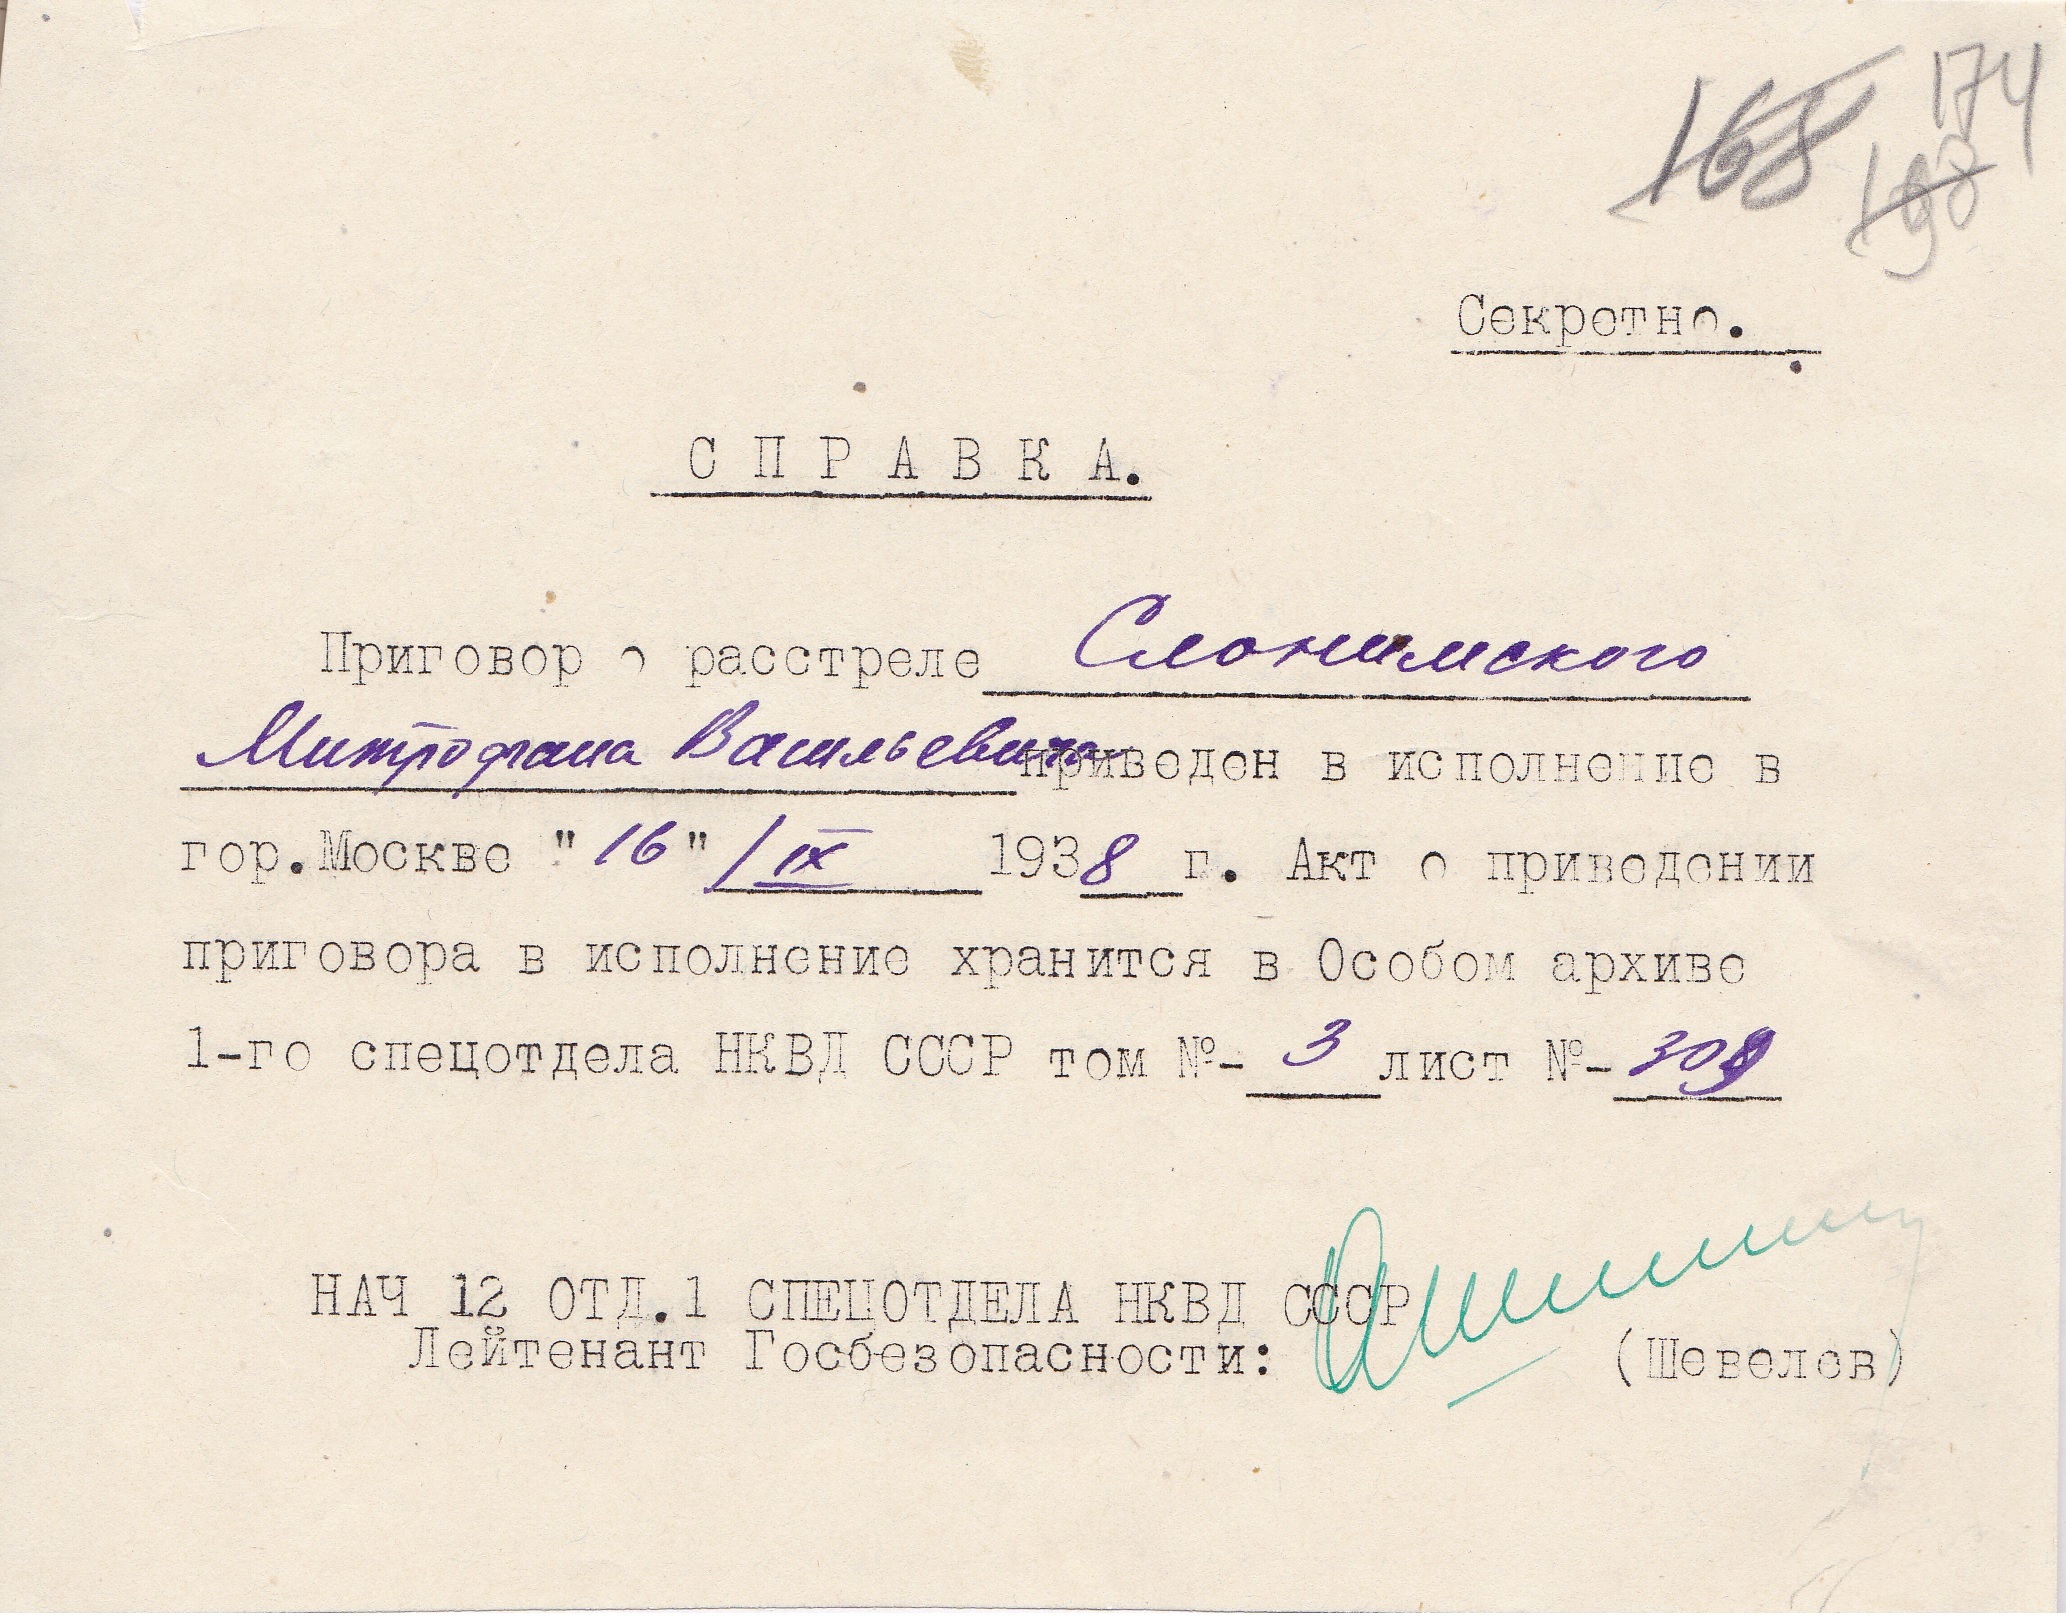 168 174
198
Секретно.
СПРАВКА.
Приговор о расстреле Слонимского
Митрофана Васильевича приведен в исполнение в
гор.Москве "16" / IX 1938 г. Акт о приведении
приговора в исполнение хранится в Особом архиве
1-го спецотдела НКВД СССР том №- 3 лист №- 309
НАЧ 12 ОТД.1 СПЕЦОТДЕЛА НКВД СССР
Лейтенант Госбезопасности: (Шевелев)